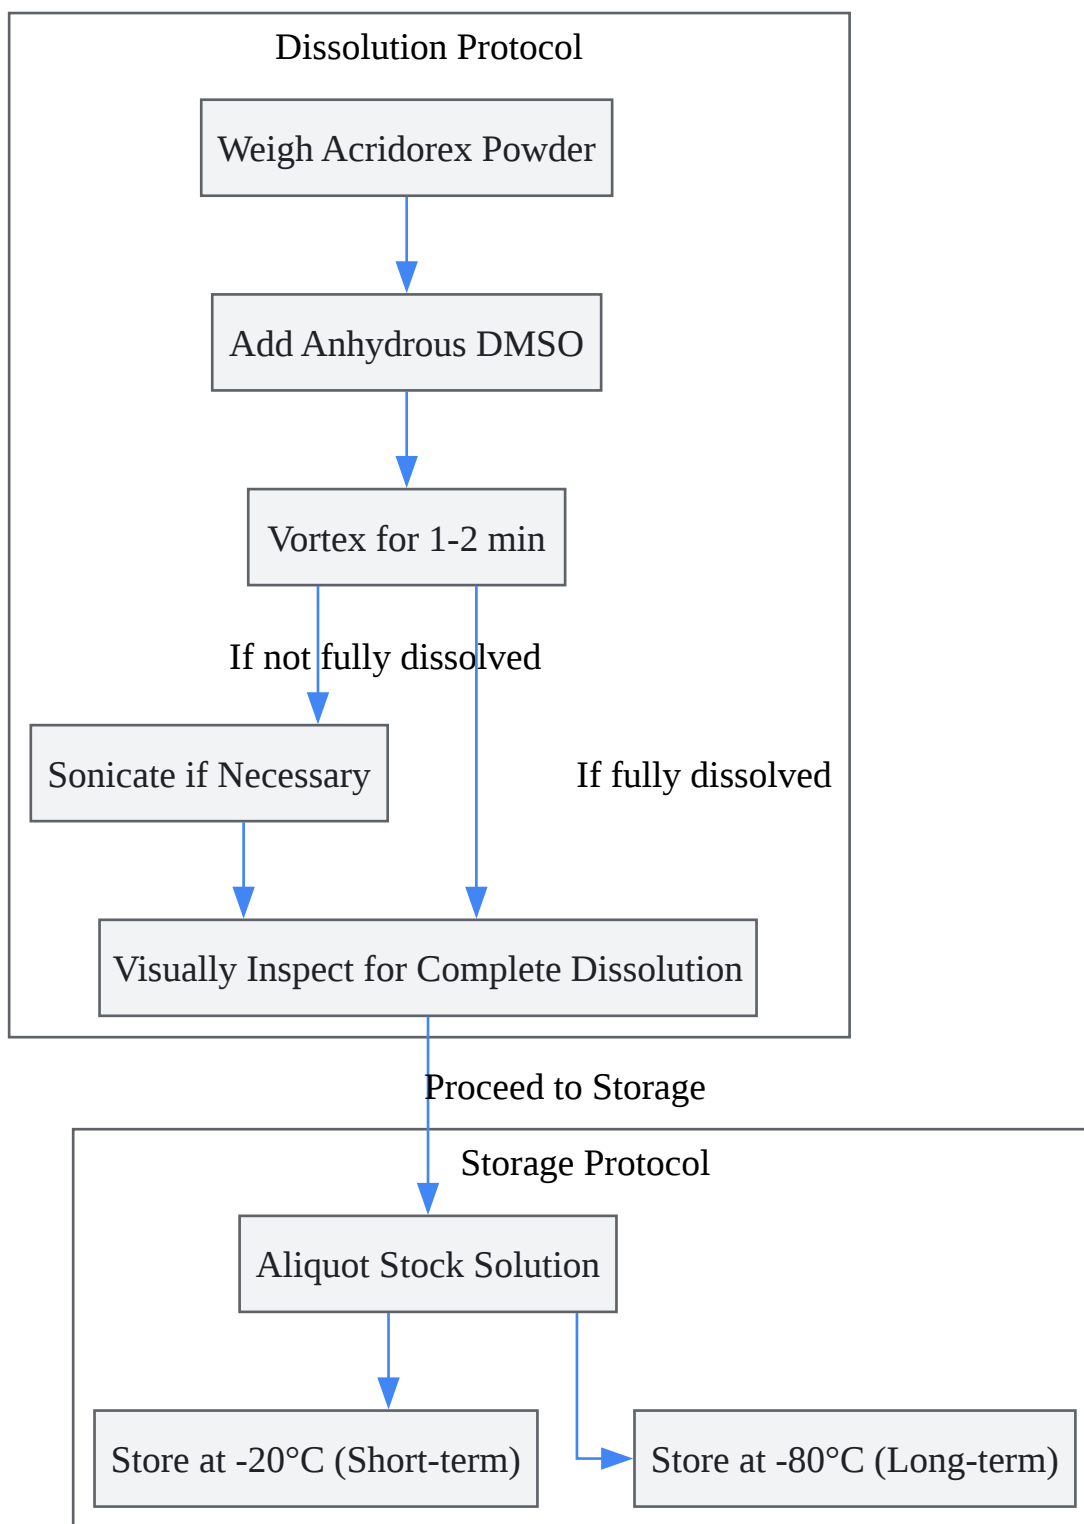 Dissolution Protocol
Weigh Acridorex Powder
Add Anhydrous DMSO
Vortex for 1-2 min
If not fully dissolved
Sonicate if Necessary
If fully dissolved
Visually Inspect for Complete Dissolution
Proceed to Storage
Storage Protocol
Aliquot Stock Solution
Store at -20°C (Short-term)
Store at -80°C (Long-term)